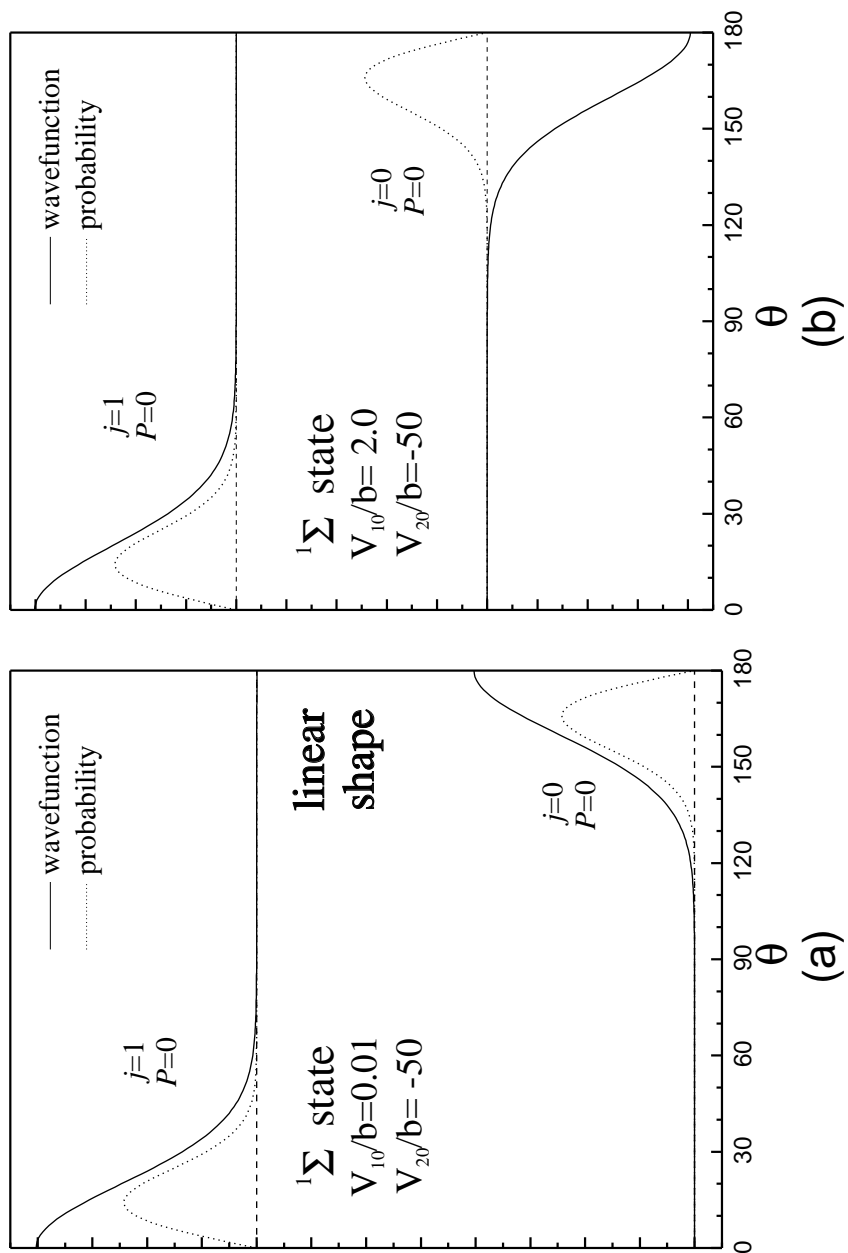 wavefunction
probability
j=1
P=0
¹Σ state
V₁₀/b=0.01
V₂₀/b= -50
linear
shape
j=0
P=0
0 30 60 90 120 150 180
θ
(a)
wavefunction
probability
j=1
P=0
¹Σ state
V₁₀/b= 2.0
V₂₀/b=-50
j=0
P=0
0 30 60 90 120 150 180
θ
(b)